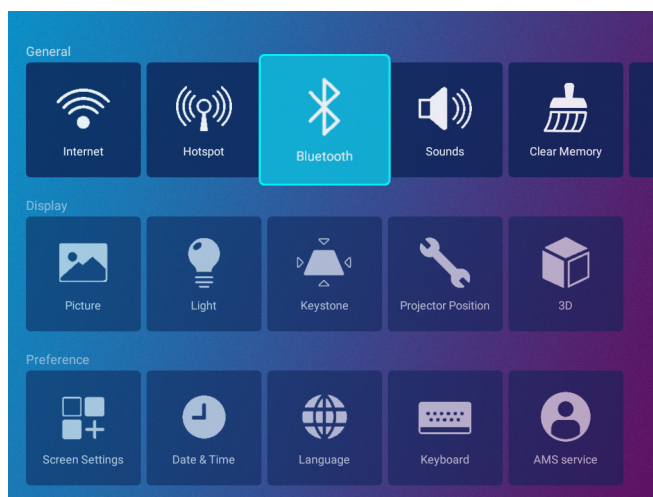 General
Internet
Hotspot
Bluetooth
Sounds
Clear Memory
Display
Picture
Light
Keystone
Projector Position
3D
Preference
Screen Settings
Date & Time
Language
Keyboard
AMS service